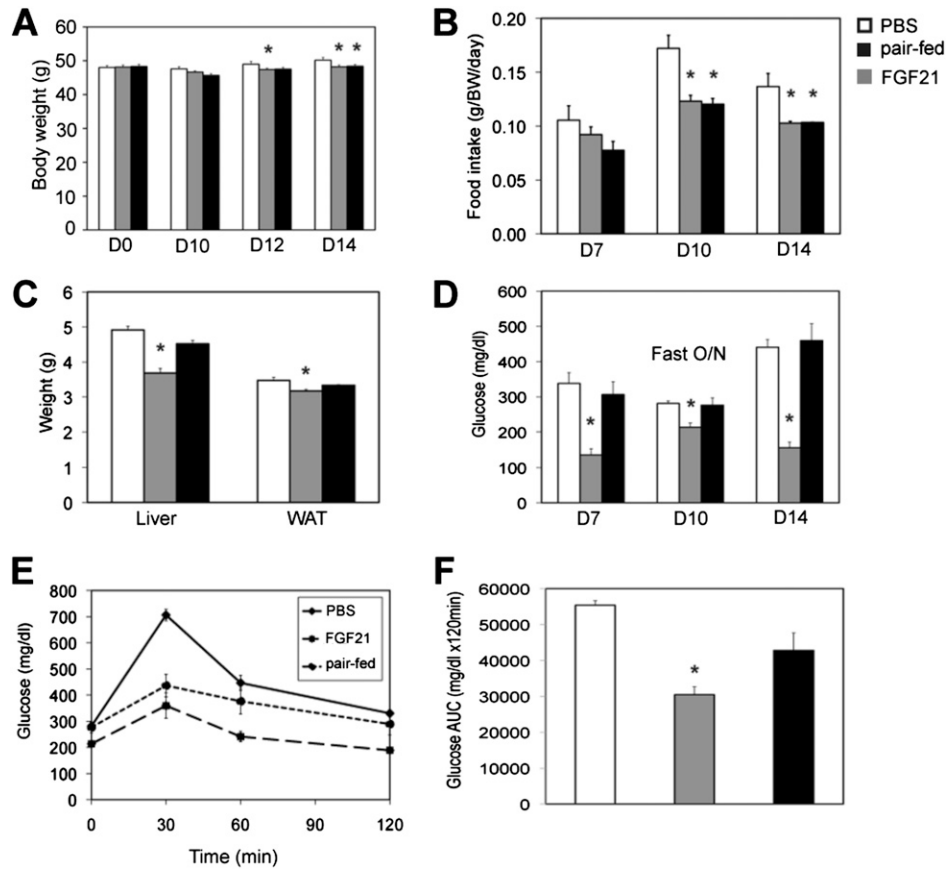 A
Body weight (g)
60
50
40
30
20
10
0
*
* *
D0 D10 D12 D14
B
Food intake (g/BW/day)
0.20
0.15
0.10
0.05
0.00
* *
* *
D7 D10 D14
PBS
pair-fed
FGF21
C
Weight (g)
6
5
4
3
2
1
0
*
*
Liver WAT
D
Glucose (mg/dl)
600
500
400
300
200
100
0
Fast O/N
*
*
*
D7 D10 D14
E
Glucose (mg/dl)
800
700
600
500
400
300
200
100
0
PBS
FGF21
pair-fed
0 30 60 90 120
Time (min)
F
Glucose AUC (mg/dl x120min)
60000
50000
40000
30000
20000
10000
0
*